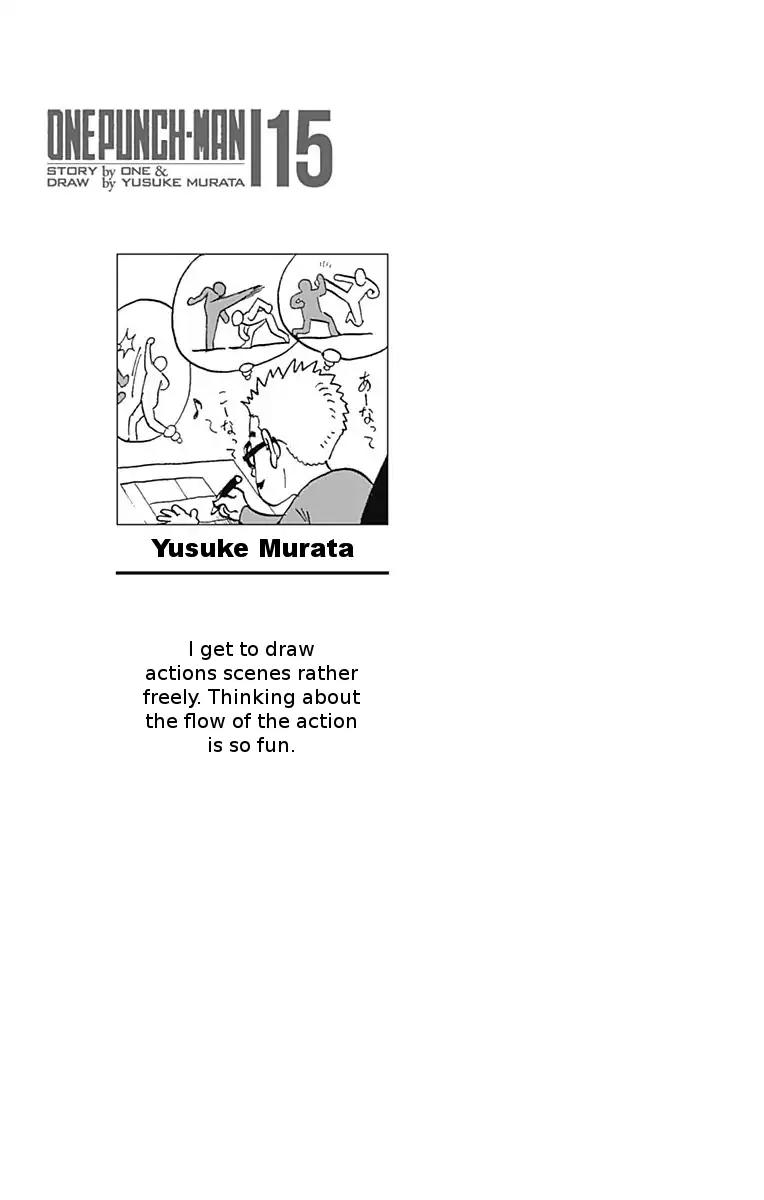 ONEPUNCH-MAN 15
STORY by ONE &
DRAW by YUSUKE MURATA
あーなって
こーなって
Yusuke Murata
I get to draw
actions scenes rather
freely. Thinking about
the flow of the action
is so fun.